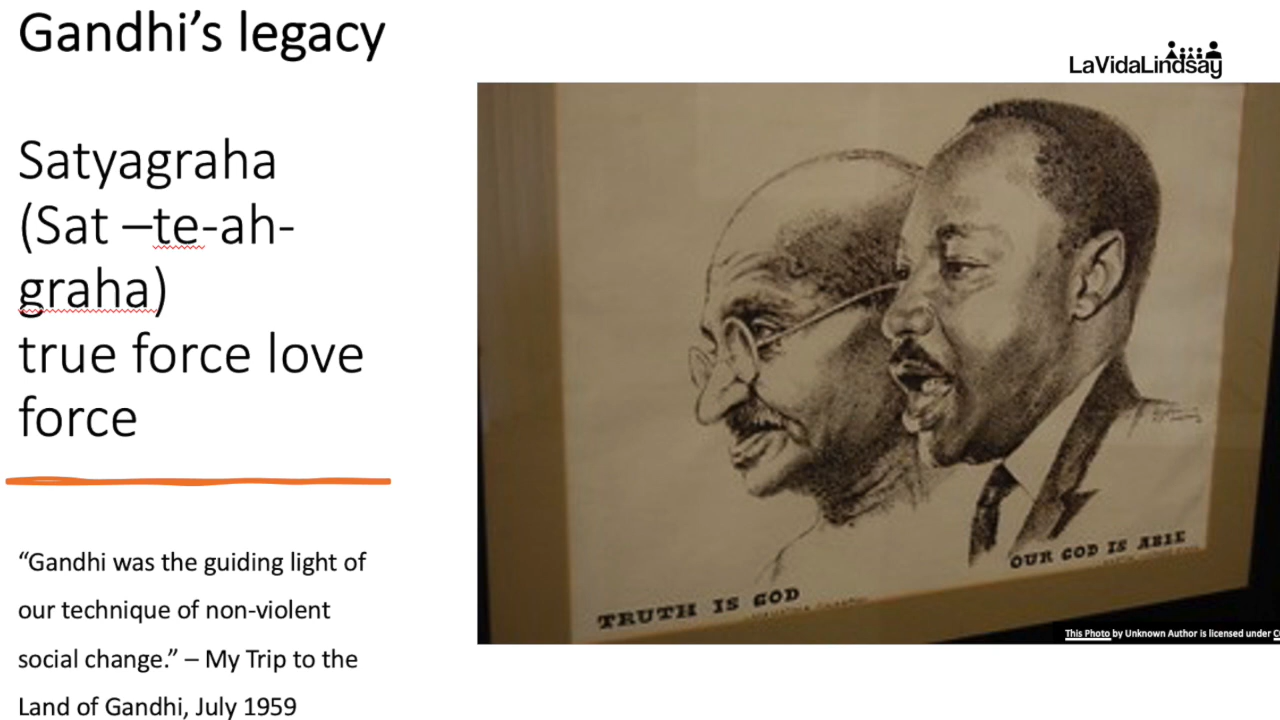 Gandhi’s legacy
LaVidaLindsay
Satyagraha
(Sat –te-ah-
graha)
true force love
force
“Gandhi was the guiding light of
our technique of non-violent
social change.” – My Trip to the
Land of Gandhi, July 1959
OUR GOD IS ABLE
TRUTH IS GOD
This Photo by Unknown Author is licensed under